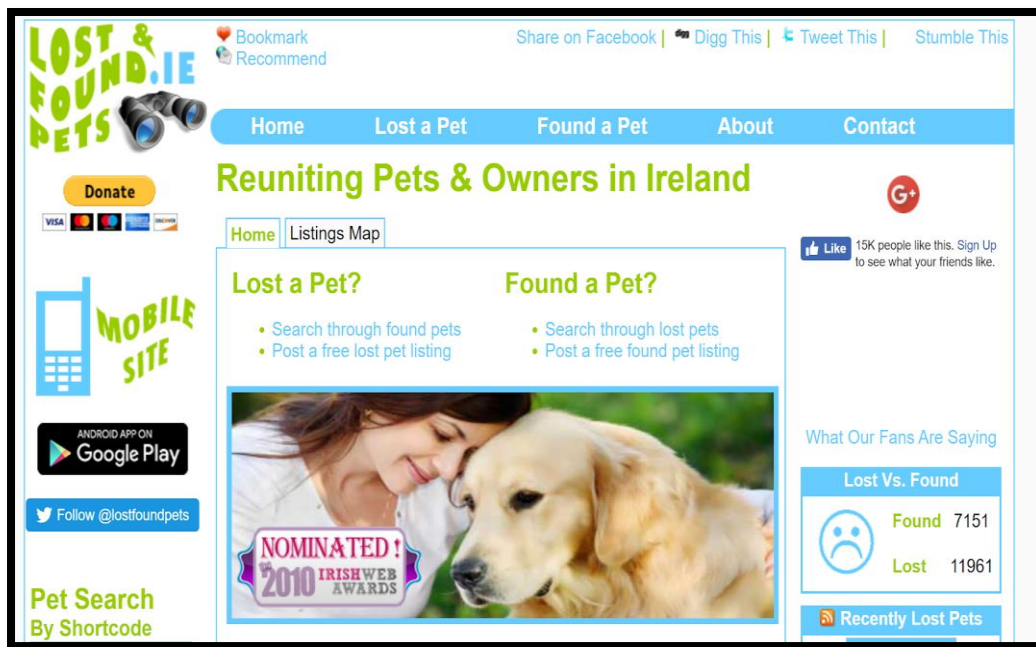 LOST &
FOUND.IE
PETS
Bookmark
Recommend
Share on Facebook | digg Digg This | Tweet This | Stumble This
Home Lost a Pet Found a Pet About Contact
Donate
VISA DISCOVER
MOBILE
SITE
ANDROID APP ON
Google Play
Follow @lostfoundpets
Pet Search
By Shortcode
Reuniting Pets & Owners in Ireland
Home Listings Map
Lost a Pet?
• Search through found pets
• Post a free lost pet listing
Found a Pet?
• Search through lost pets
• Post a free found pet listing
NOMINATED !
the 2010 IRISH WEB
AWARDS
G+
Like 15K people like this. Sign Up
to see what your friends like.
What Our Fans Are Saying
Lost Vs. Found
Found 7151
Lost 11961
Recently Lost Pets